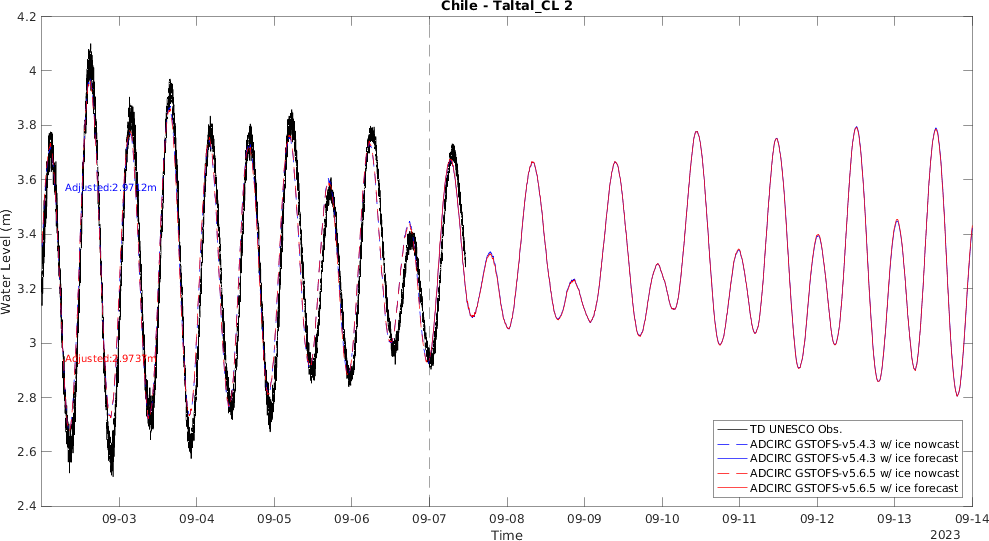 Chile - Taltal_CL 2
4.2
4
3.8
3.6
3.4
3.2
3
2.8
2.6
2.4
Water Level (m)
Adjusted:2.9712m
Adjusted:2.9737m
TD UNESCO Obs.
ADCIRC GSTOFS-v5.4.3 w/ ice nowcast
ADCIRC GSTOFS-v5.4.3 w/ ice forecast
ADCIRC GSTOFS-v5.6.5 w/ ice nowcast
ADCIRC GSTOFS-v5.6.5 w/ ice forecast
09-03 09-04 09-05 09-06 09-07 09-08 09-09 09-10 09-11 09-12 09-13 09-14
Time
2023